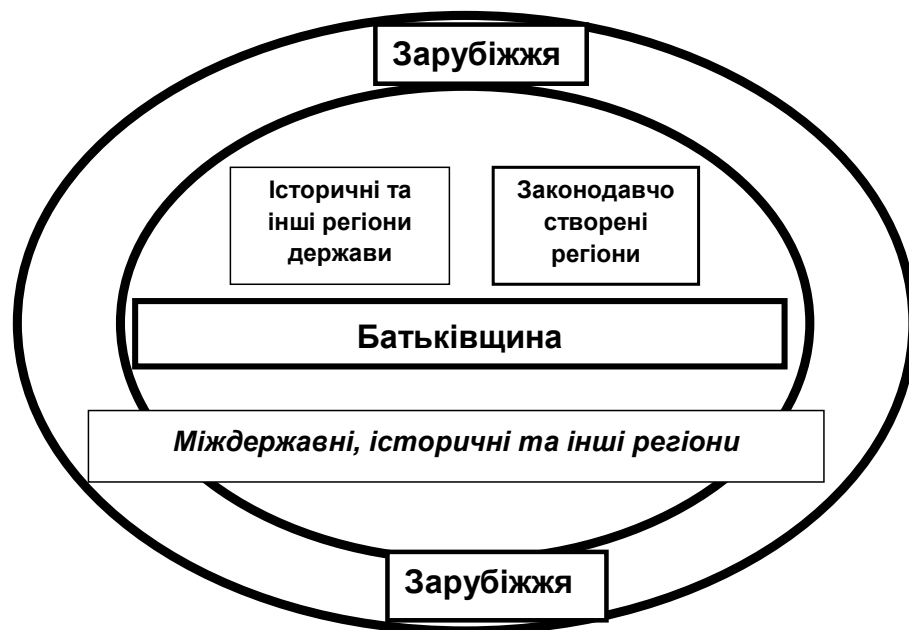 Зарубіжжя
Історичні та
інші регіони
держави
Законодавчо
створені
регіони
Батьківщина
Міждержавні, історичні та інші регіони
Зарубіжжя